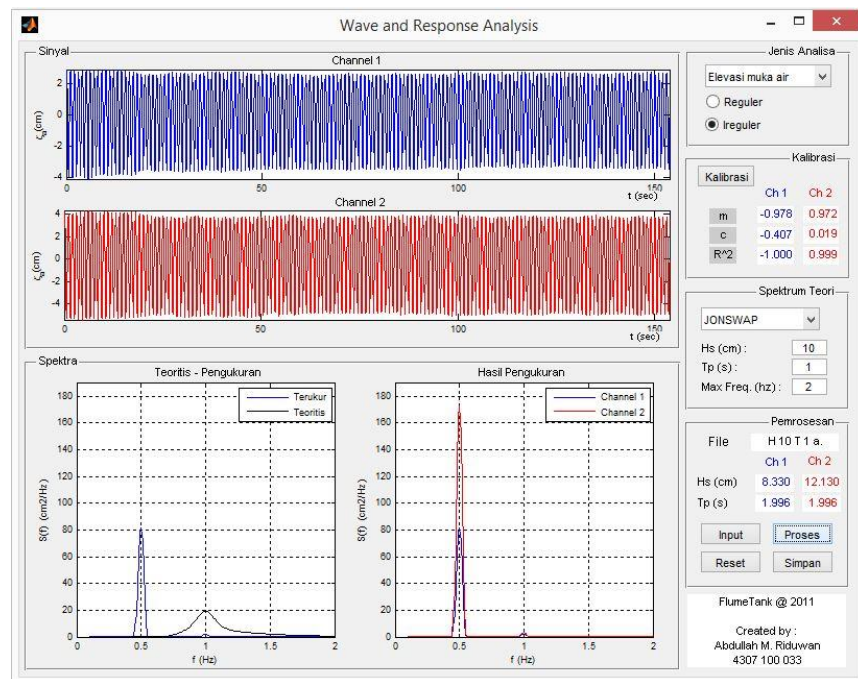 Wave and Response Analysis
Sinyal
Channel 1
2
0
-2
-4
ζw(cm)
0
50
100
150
t (sec)
Channel 2
4
2
0
-2
-4
ζw(cm)
0
50
100
150
t (sec)
Spektra
Teoritis - Pengukuran
Terukur
Teoritis
180
160
140
120
100
80
60
40
20
0
S(f) (cm2/Hz)
0
0.5
1
1.5
2
f (Hz)
Hasil Pengukuran
Channel 1
Channel 2
180
160
140
120
100
80
60
40
20
0
S(f) (cm2/Hz)
0
0.5
1
1.5
2
f (Hz)
Jenis Analisa
Elevasi muka air
Reguler
Ireguler
Kalibrasi
Kalibrasi
Ch 1 Ch 2
m -0.978 0.972
c -0.407 0.019
R^2 -1.000 0.999
Spektrum Teori
JONSWAP
Hs (cm) : 10
Tp (s) : 1
Max Freq. (hz) : 2
Pemrosesan
File H 10 T 1 a.
Ch 1 Ch 2
Hs (cm) 8.330 12.130
Tp (s) 1.996 1.996
Input Proses
Reset Simpan
FlumeTank @ 2011
Created by :
Abdullah M. Riduwan
4307 100 033